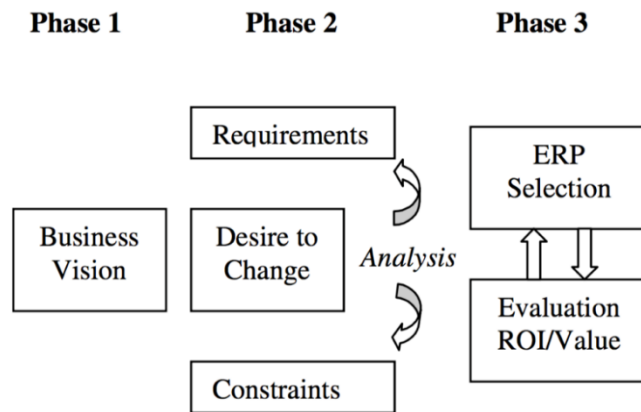 Phase 1
Phase 2
Phase 3
Requirements
ERP
Selection
Business
Vision
Desire to
Change
Analysis
Evaluation
ROI/Value
Constraints